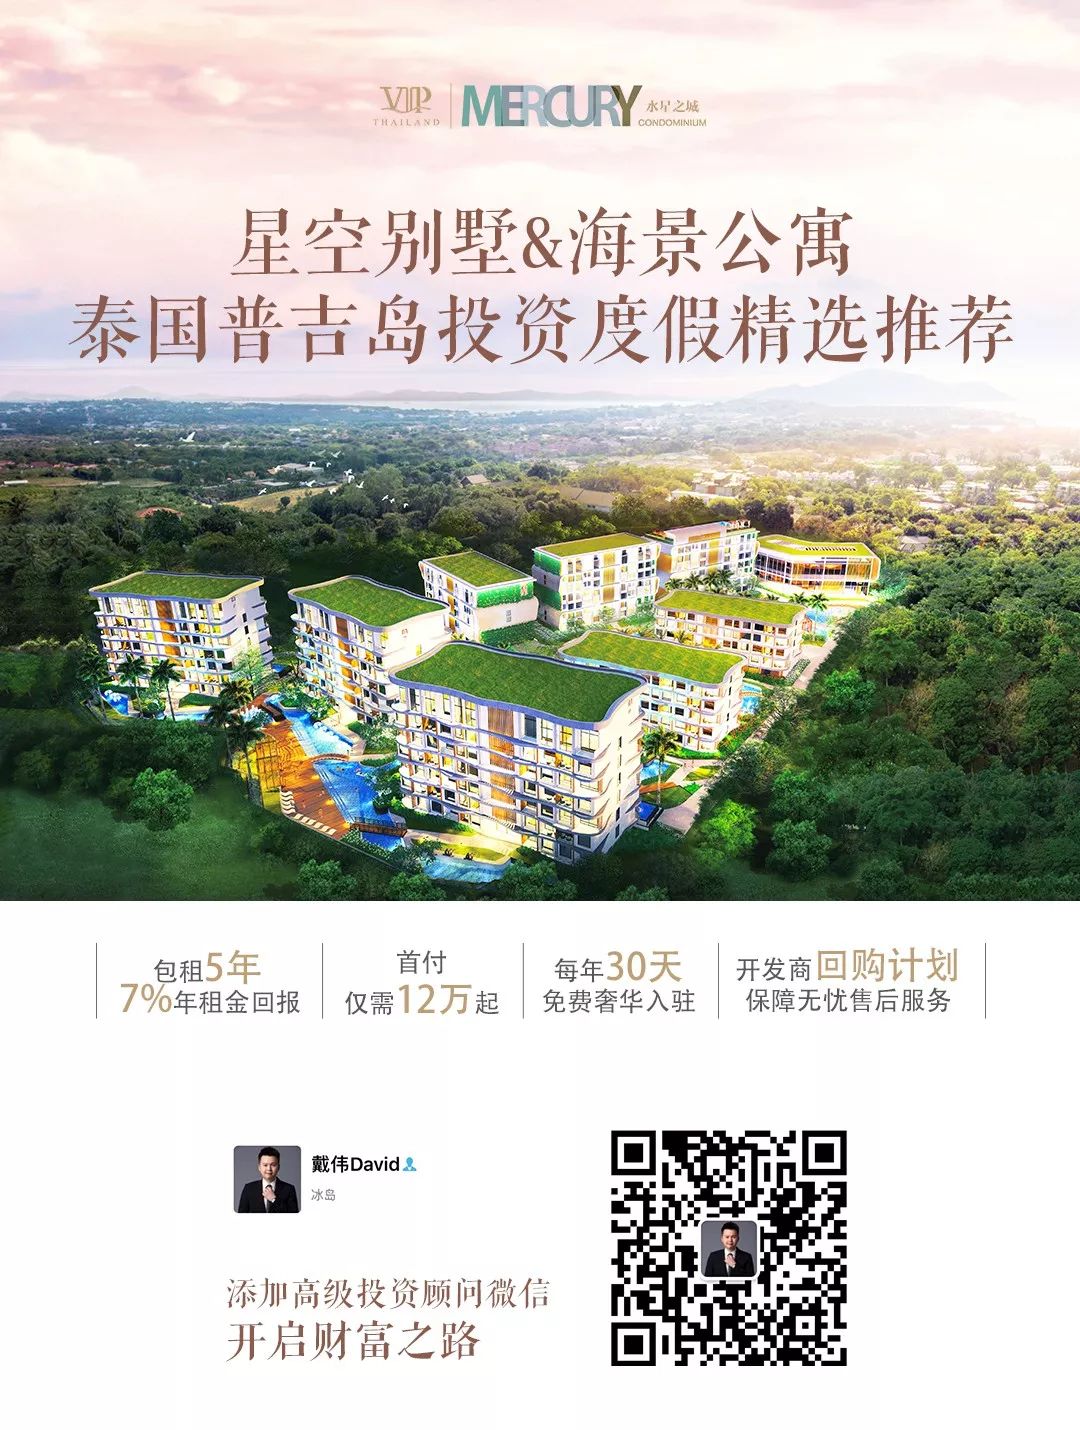 VIP
THAILAND
MERCURY
水星之城
CONDOMINIUM
星空别墅&海景公寓
泰国普吉岛投资度假精选推荐
包租5年
7%年租金回报
首付
仅需12万起
每年30天
免费奢华入驻
开发商回购计划
保障无忧售后服务
戴伟David
冰岛
添加高级投资顾问微信
开启财富之路